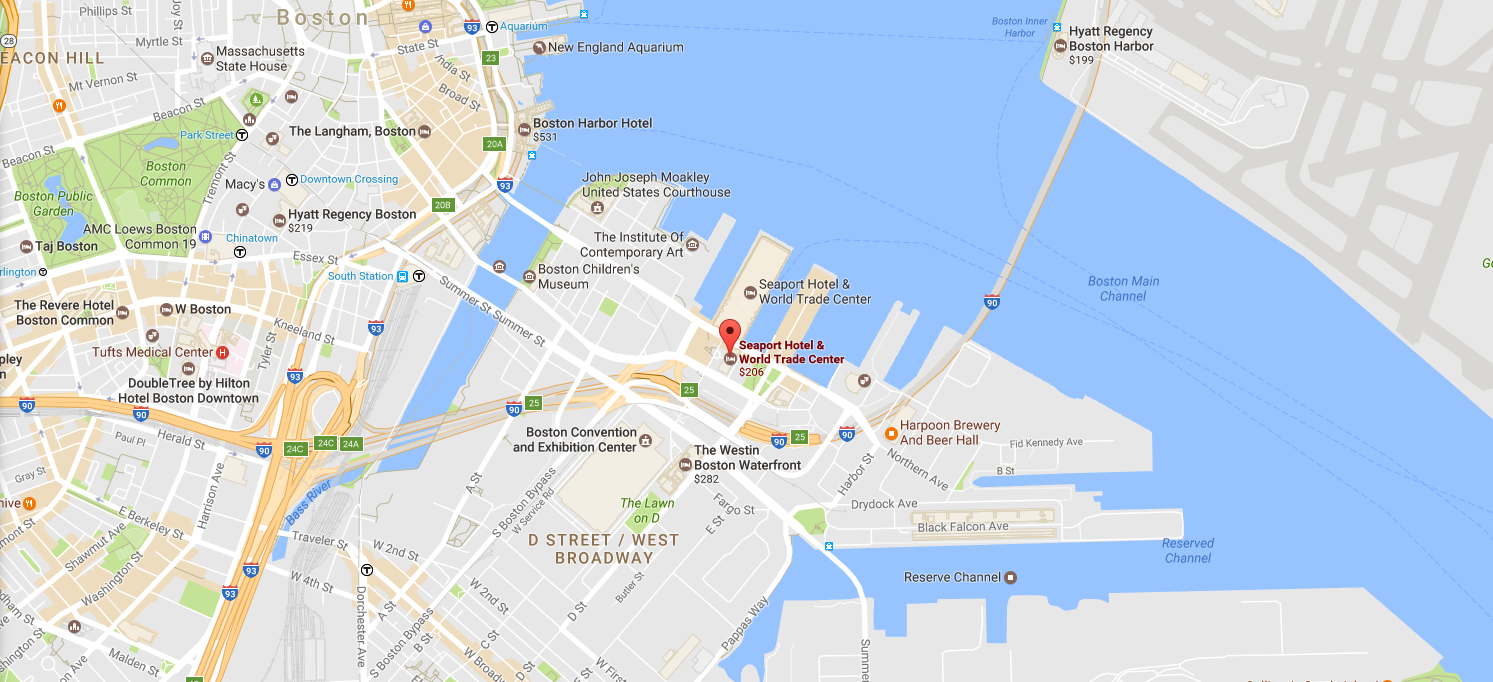 Phillips St
Joy St
Boston
93
Aquarium
28
Myrtle St
State St
New England Aquarium
Boston Inner
Harbor
Hyatt Regency
Boston Harbor
$199
EACON HILL
Massachusetts
State House
23
India St
Mt Vernon St
Broad St
Beacon St
Park Street
The Langham, Boston
Boston Harbor Hotel
$531
20A
Beacon St
Boston
Common
Tremont St
Macy's
Downtown Crossing
93
John Joseph Moakley
United States Courthouse
Boston Public
Garden
20B
Hyatt Regency Boston
$219
AMC Loews Boston
Common 19
Chinatown
Taj Boston
The Institute Of
Contemporary Art
Essex St
rlington
South Station
Boston Children's
Museum
Seaport Hotel &
World Trade Center
Boston Main
Channel
90
The Revere Hotel
Boston Common
W Boston
Summer St
Summer St
Kneeland St
93
Tufts Medical Center
Tyler St
Seaport Hotel &
World Trade Center
$206
pley
n
DoubleTree by Hilton
Hotel Boston Downtown
93
25
90
90
90
25
Paul Pl
Herald St
90
24C
24C
24A
Boston Convention
and Exhibition Center
90
25
90
Harpoon Brewery
And Beer Hall
Fid Kennedy Ave
The Westin
Boston Waterfront
$282
Northern Ave
B St
Harbor St
Gray St
Harrison Ave
A St
S Boston Bypass
W Service Rd
Bass River
hive
The Lawn
on D
Fargo St
E St
Drydock Ave
Black Falcon Ave
E Berkeley St
Shawmut Ave
Traveler St
W 2nd St
D STREET / WEST
BROADWAY
Reserved
Channel
93
W 4th St
Washington St
93
Reserve Channel
W 2nd St
Butler St
Dorchester Ave
A St
D St
Pappas Way
S Boston Bypass
B St
C St
Malden St
W Broad
D St
W First
Summer